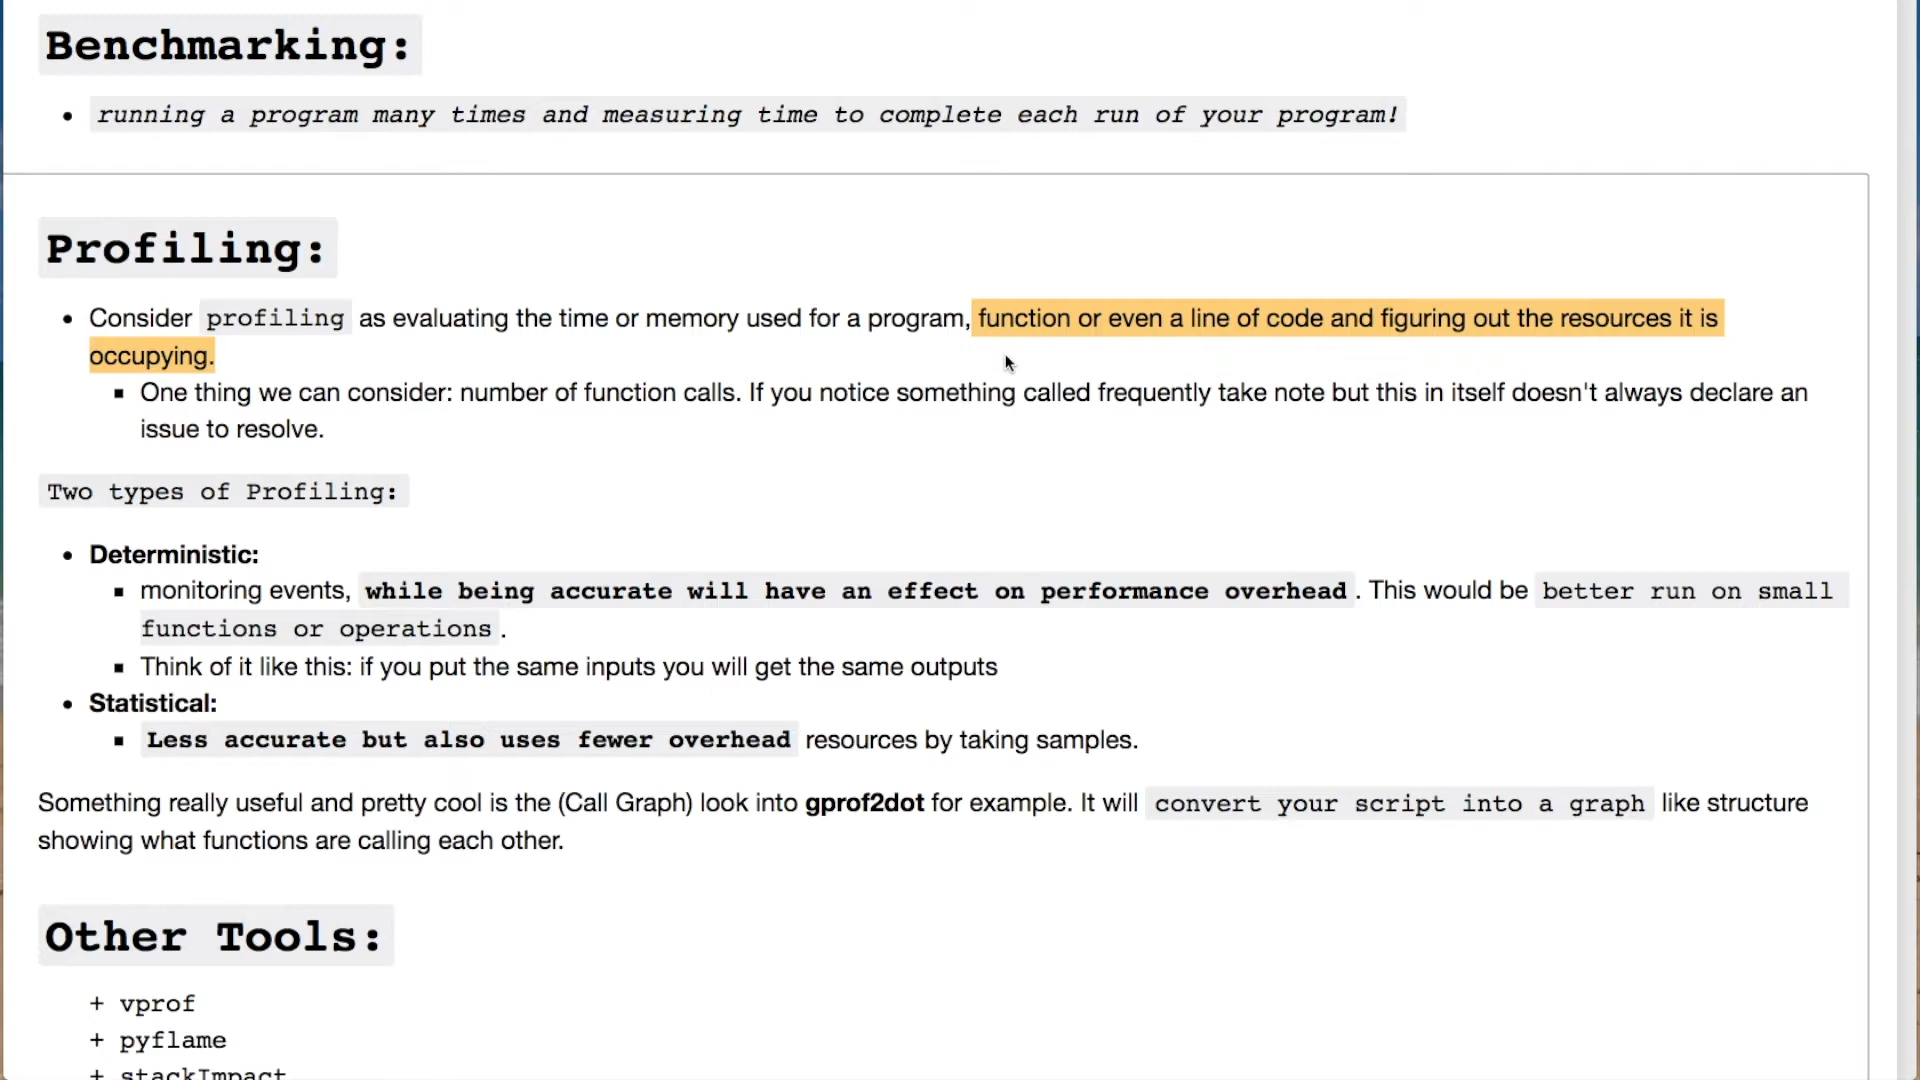 Benchmarking:
• running a program many times and measuring time to complete each run of your program!
Profiling:
• Consider profiling as evaluating the time or memory used for a program, function or even a line of code and figuring out the resources it is
occupying.
▪ One thing we can consider: number of function calls. If you notice something called frequently take note but this in itself doesn't always declare an
issue to resolve.
Two types of Profiling:
• Deterministic:
▪ monitoring events, while being accurate will have an effect on performance overhead. This would be better run on small
functions or operations.
▪ Think of it like this: if you put the same inputs you will get the same outputs
• Statistical:
▪ Less accurate but also uses fewer overhead resources by taking samples.
Something really useful and pretty cool is the (Call Graph) look into gprof2dot for example. It will convert your script into a graph like structure
showing what functions are calling each other.
Other Tools:
+ vprof
+ pyflame
+ stackImpact